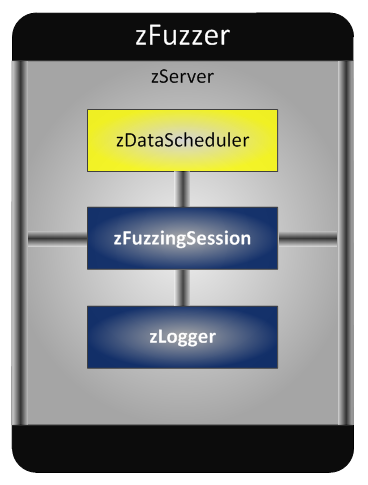 zFuzzer
zServer
zDataScheduler
zFuzzingSession
zLogger